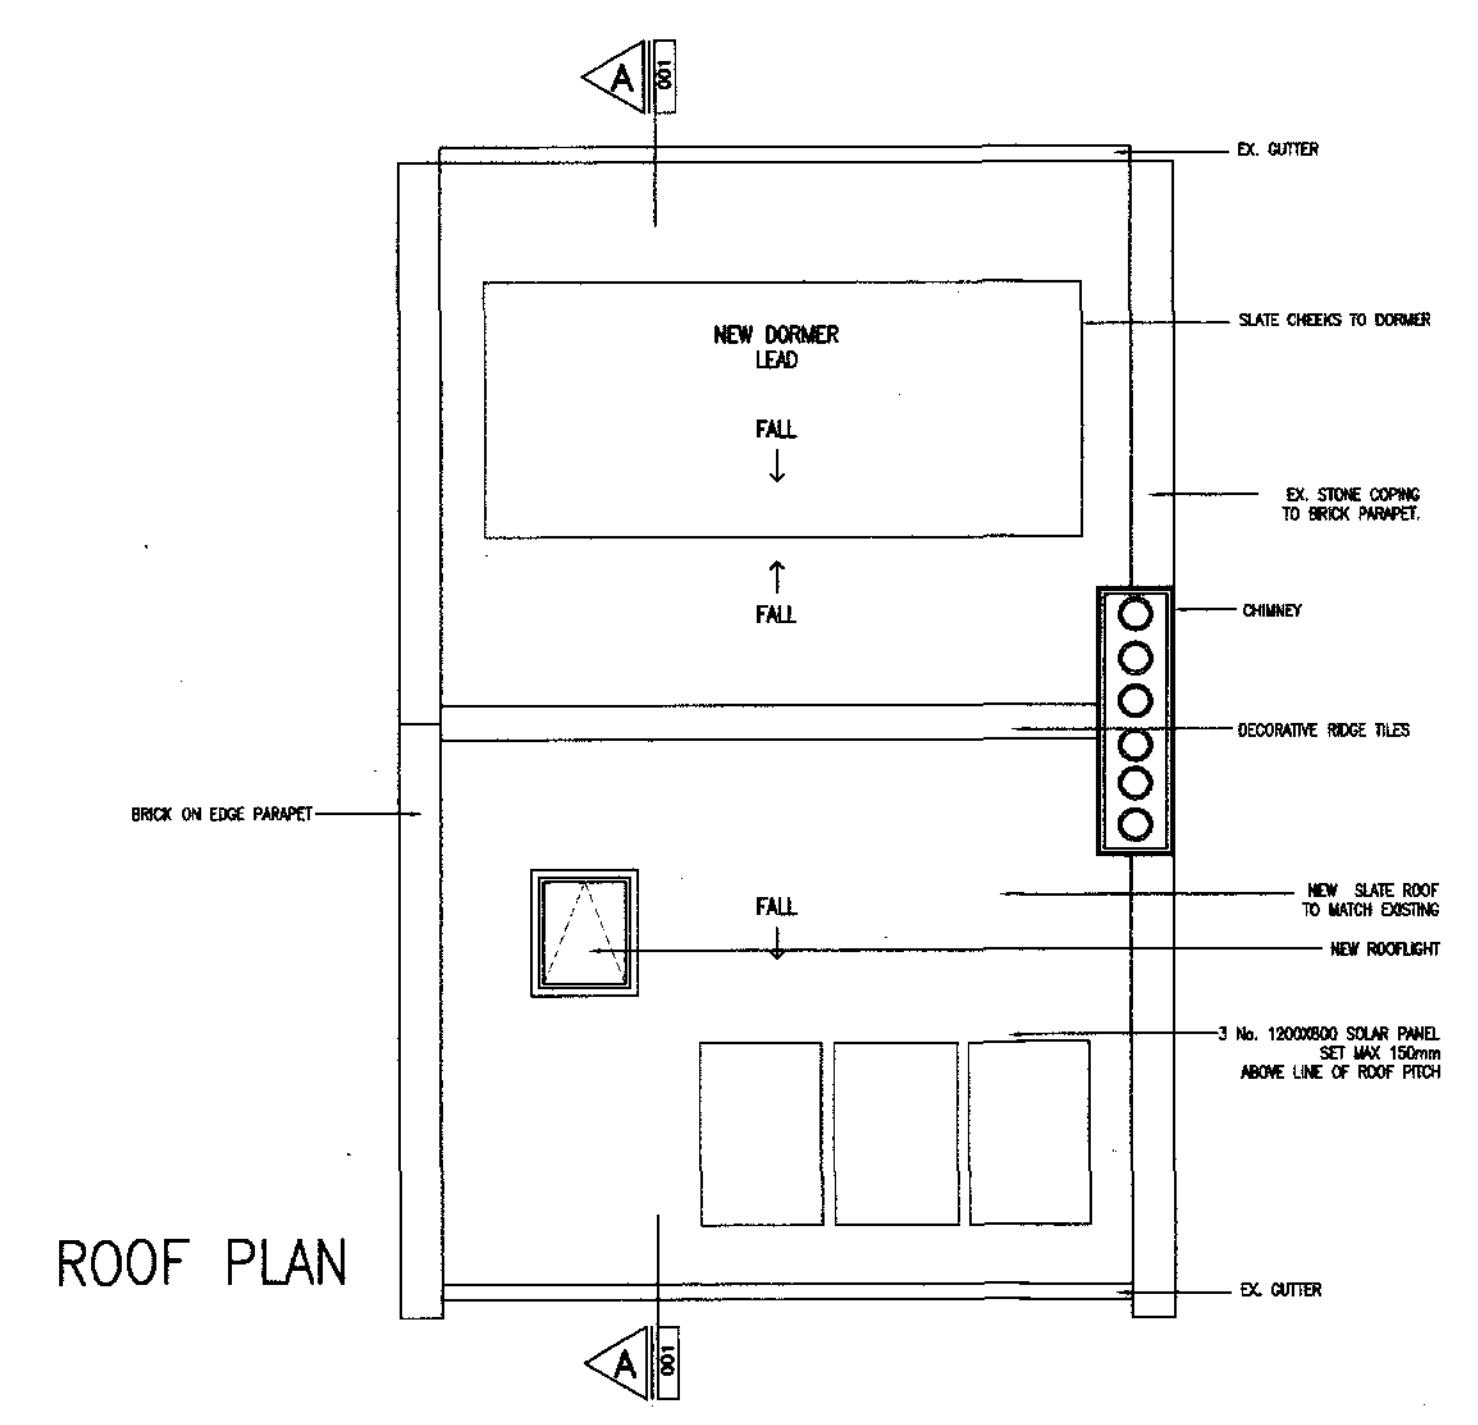 A
001
EX. GUTTER
NEW DORMER
LEAD
SLATE CHEEKS TO DORMER
FALL
EX. STONE COPING
TO BRICK PARAPET.
FALL
CHIMNEY
DECORATIVE RIDGE TILES
BRICK ON EDGE PARAPET
NEW SLATE ROOF
TO MATCH EXISTING
FALL
NEW ROOFLIGHT
3 No. 1200X800 SOLAR PANEL
SET MAX 150mm
ABOVE LINE OF ROOF PITCH
ROOF PLAN
EX. GUTTER
A
001